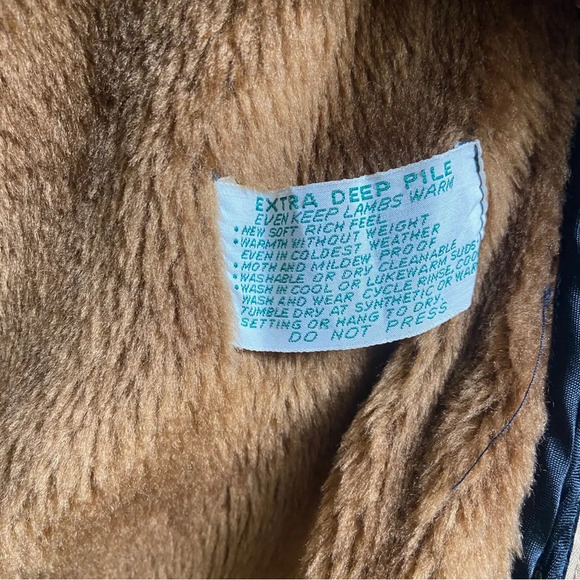 EXTRA DEEP PILE
EVEN KEEP LAMBS WARM
• NEW SOFT RICH FEEL
• WARMTH WITHOUT WEIGHT
EVEN IN COLDEST WEATHER
• MOTH AND MILDEW PROOF
• WASHABLE OR DRY CLEANABLE
• WASH IN COOL OR LUKEWARM SUDS
WASH AND WEAR CYCLE RINSE, COOL
TUMBLE DRY AT SYNTHETIC OR WARM
SETTING OR HANG TO DRY.
DO NOT PRESS